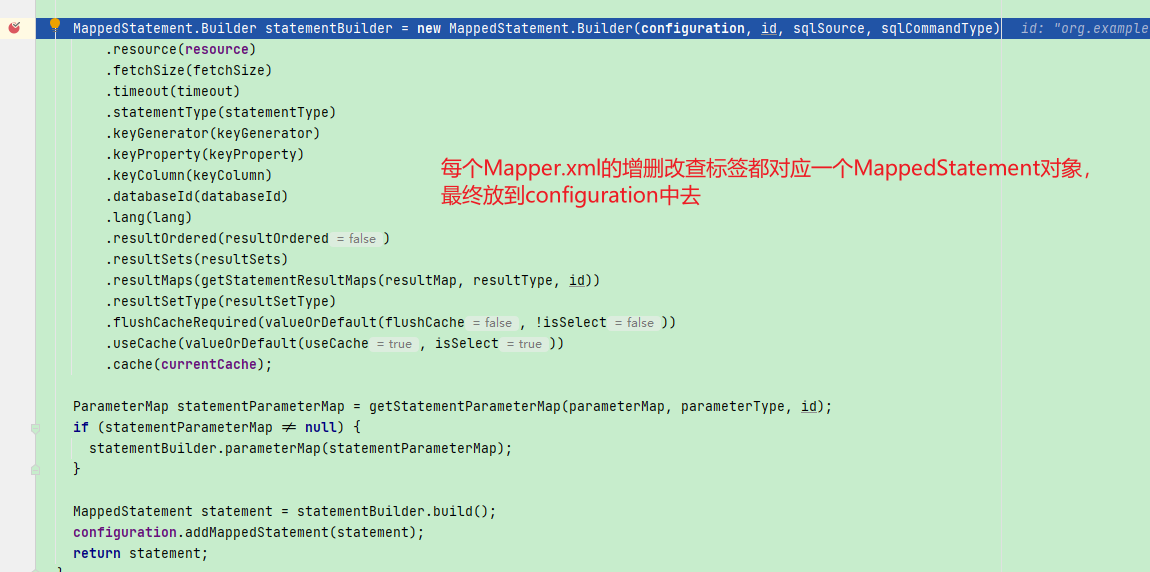 MappedStatement.Builder statementBuilder = new MappedStatement.Builder(configuration, id, sqlSource, sqlCommandType) id: "org.example
.resource(resource)
.fetchSize(fetchSize)
.timeout(timeout)
.statementType(statementType)
.keyGenerator(keyGenerator)
.keyProperty(keyProperty)
每个Mapper.xml的增删改查标签都对应一个MappedStatement对象,
.keyColumn(keyColumn)
最终放到configuration中去
.databaseId(databaseId)
.lang(lang)
.resultOrdered(resultOrdered = false )
.resultSets(resultSets)
.resultMaps(getStatementResultMaps(resultMap, resultType, id))
.resultSetType(resultSetType)
.flushCacheRequired(valueOrDefault(flushCache = false , !isSelect = false ))
.useCache(valueOrDefault(useCache = true , isSelect = true ))
.cache(currentCache);
ParameterMap statementParameterMap = getStatementParameterMap(parameterMap, parameterType, id);
if (statementParameterMap ≠ null) {
statementBuilder.parameterMap(statementParameterMap);
}
MappedStatement statement = statementBuilder.build();
configuration.addMappedStatement(statement);
return statement;
}